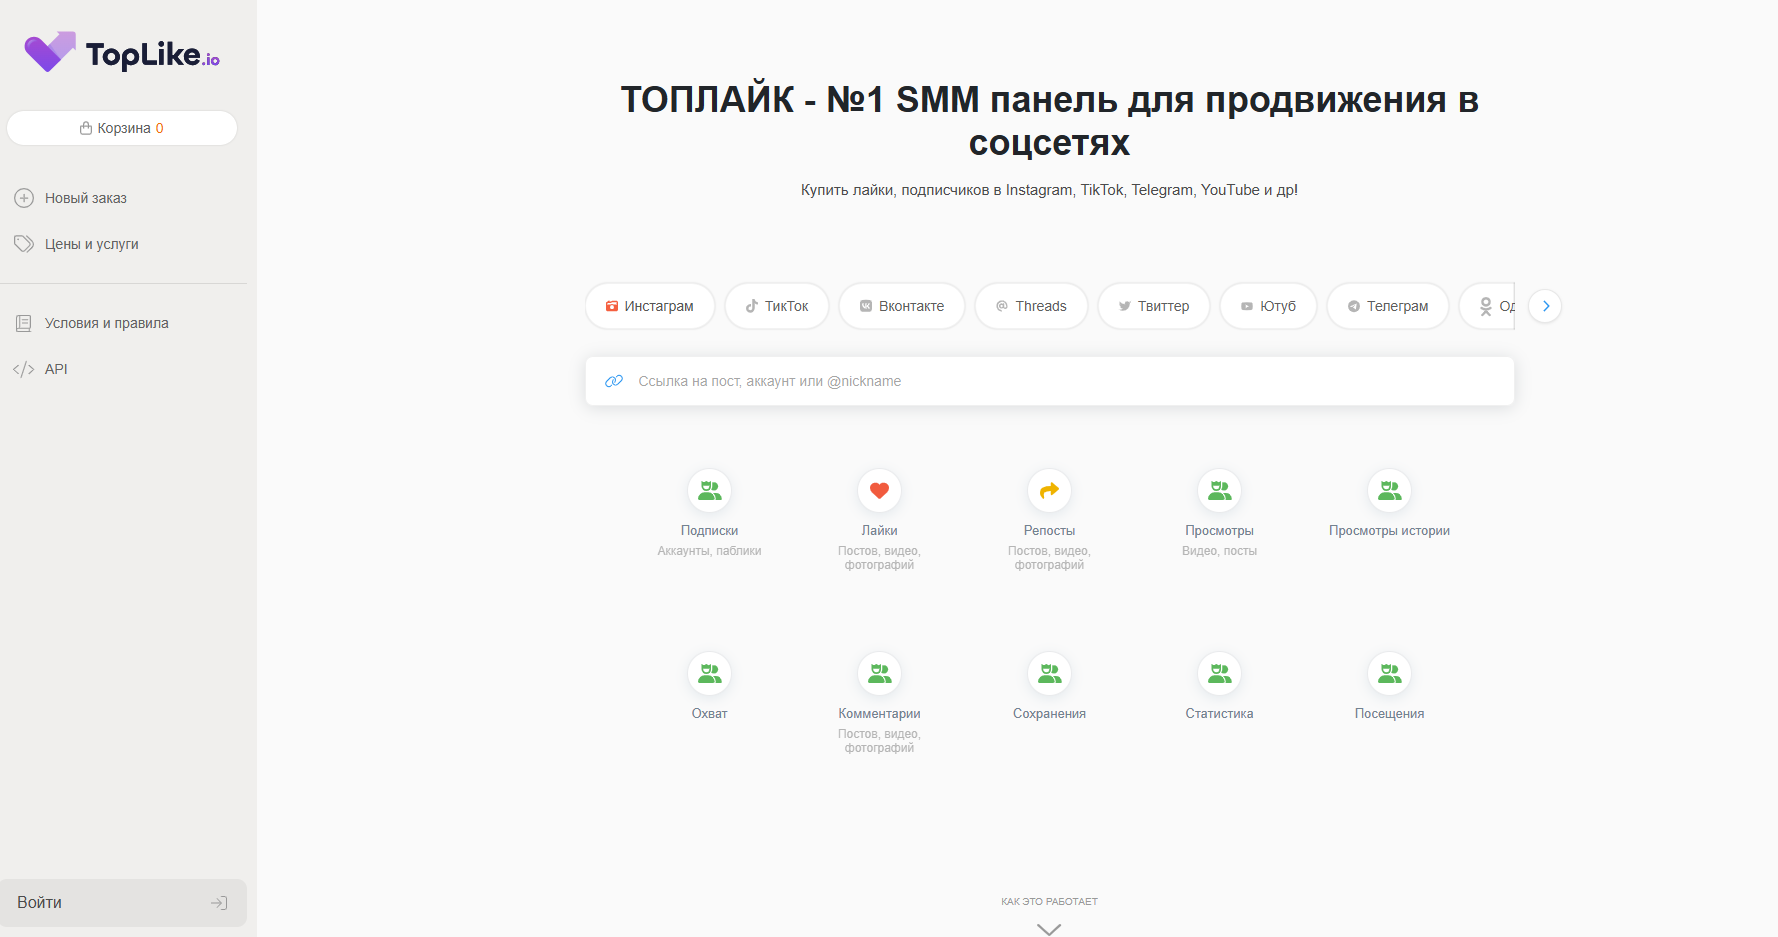 TopLike.io
Корзина 0
Новый заказ
Цены и услуги
Условия и правила
API
Войти
ТОПЛАЙК - №1 SMM панель для продвижения в
соцсетях
Купить лайки, подписчиков в Instagram, TikTok, Telegram, YouTube и др!
Инстаграм ТикТок Вконтакте Threads Твиттер Ютуб Телеграм
Ссылка на пост, аккаунт или @nickname
Подписки Лайки Репосты Просмотры Просмотры истории
Аккаунты, паблики Постов, видео, Постов, видео, Видео, посты
фотографий фотографий
Охват Комментарии Сохранения Статистика Посещения
Постов, видео,
фотографий
КАК ЭТО РАБОТАЕТ